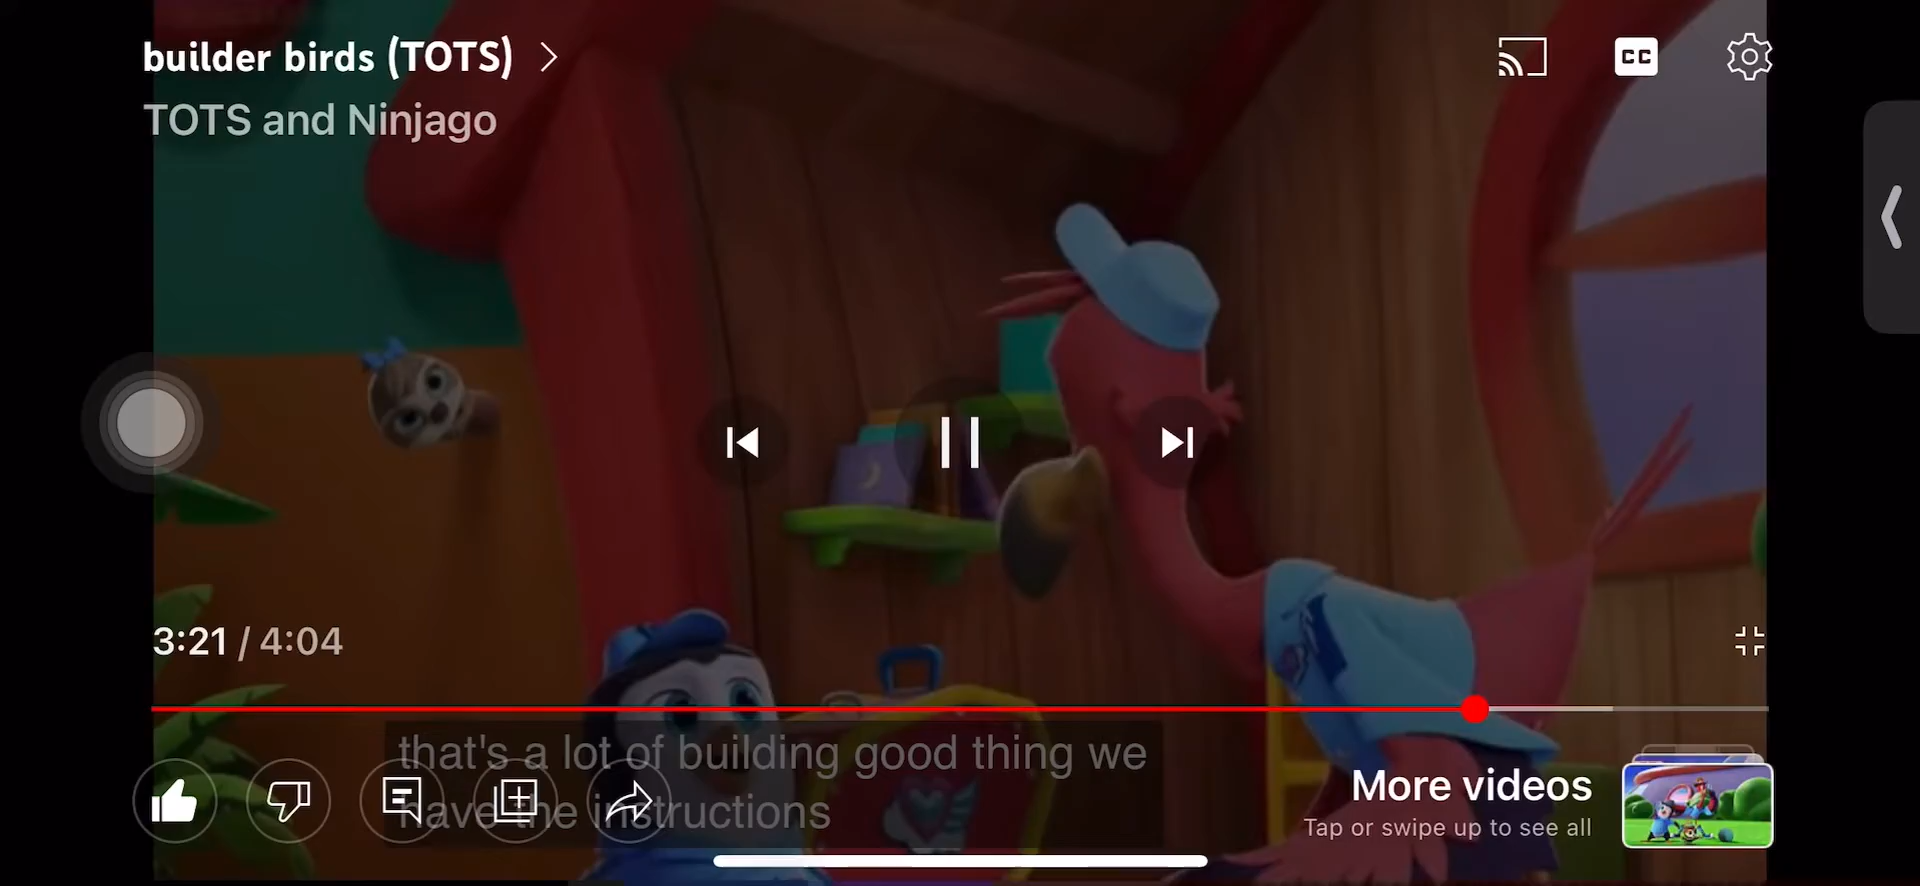 builder birds (TOTS)
TOTS and Ninjago
CC
3:21 / 4:04
that's a lot of building good thing we
have the instructions
More videos
Tap or swipe up to see all